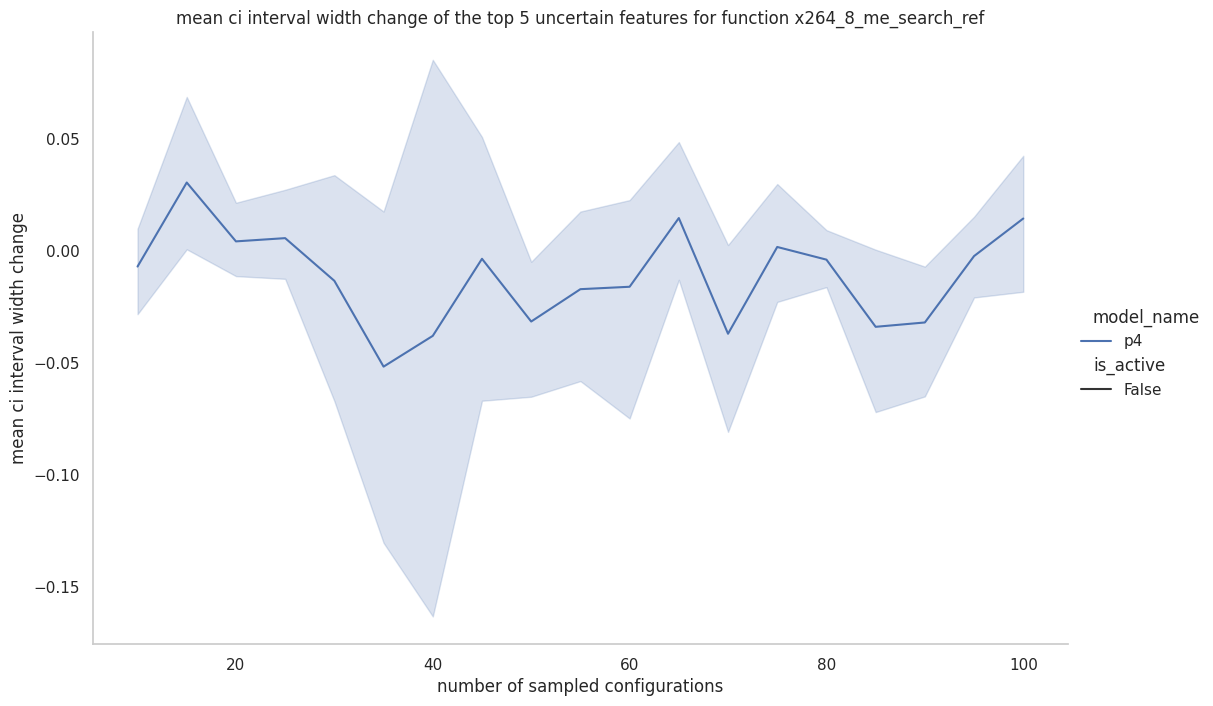 mean ci interval width change of the top 5 uncertain features for function x264_8_me_search_ref
mean ci interval width change
0.05
0.00
−0.05
−0.10
−0.15
20
40
60
80
100
number of sampled configurations
model_name
p4
is_active
False